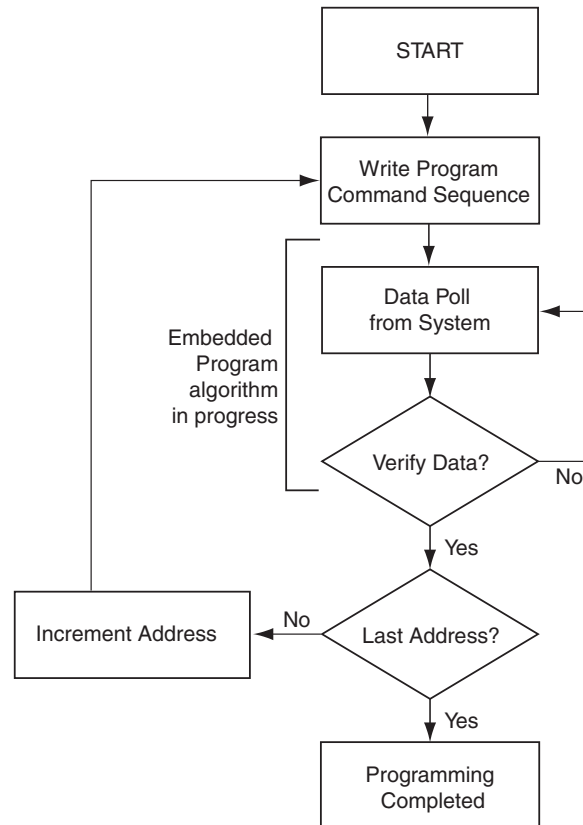 START
Write Program
Command Sequence
Data Poll
from System
Embedded
Program
algorithm
in progress
Verify Data?
No
Yes
No
Increment Address
Last Address?
Yes
Programming
Completed